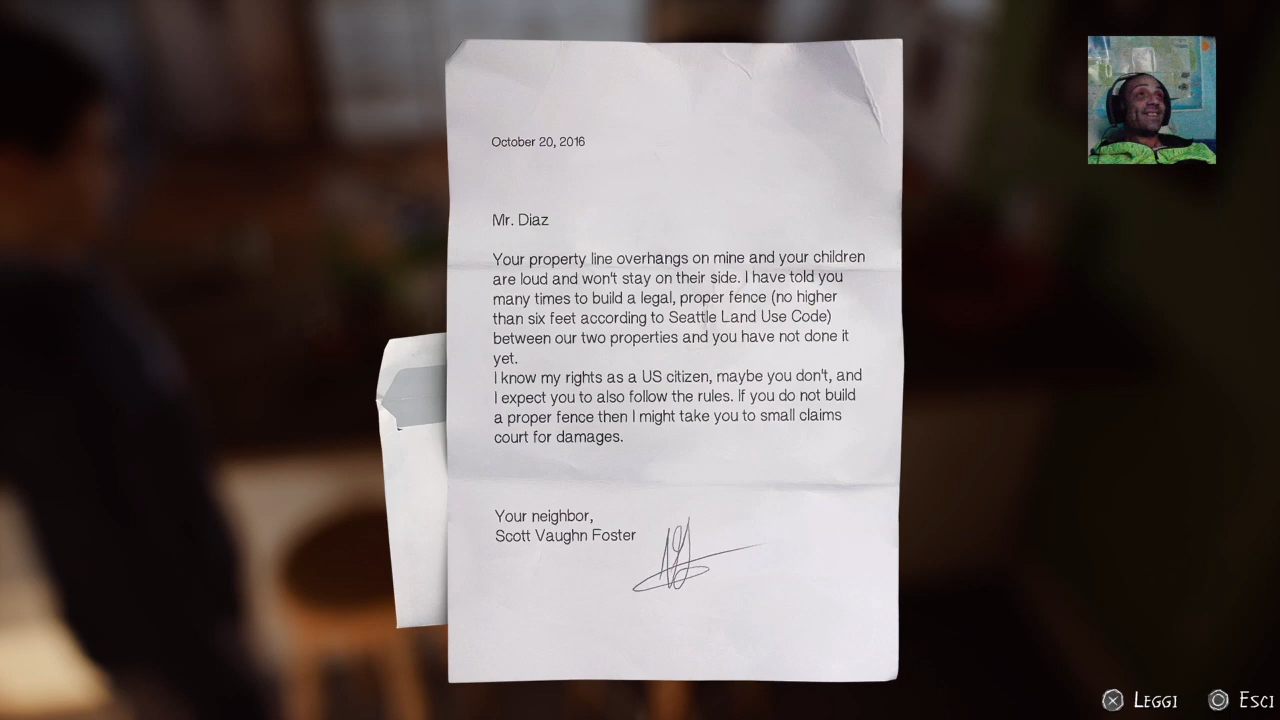 October 20, 2016
Mr. Diaz
Your property line overhangs on mine and your children
are loud and won't stay on their side. I have told you
many times to build a legal, proper fence (no higher
than six feet according to Seattle Land Use Code)
between our two properties and you have not done it
yet.
I know my rights as a US citizen, maybe you don't, and
I expect you to also follow the rules. If you do not build
a proper fence then I might take you to small claims
court for damages.
Your neighbor,
Scott Vaughn Foster
Leggi
Esci